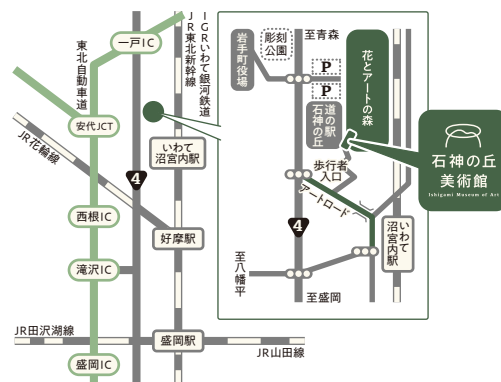 一戸IC
東北自動車道
JR東北新幹線
IGRいわて銀河鉄道
安代JCT
JR花輪線
いわて
沼宮内駅
4
西根IC
好摩駅
滝沢IC
JR田沢湖線
盛岡駅
JR山田線
盛岡IC
岩手町役場
彫刻
公園
至青森
P
P
花とアートの森
道の駅
石神の丘
歩行者
入口
アートロード
4
いわて
沼宮内駅
至八幡平
至盛岡
石神の丘
美術館
Ishigami Museum of Art